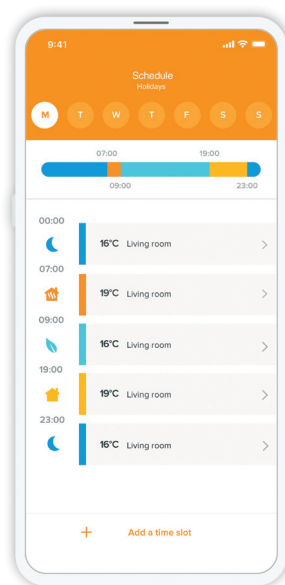 9:41
Schedule
Holidays
M T W T F S S
07:00 19:00
09:00 23:00
00:00
16°C Living room
07:00
19°C Living room
09:00
16°C Living room
19:00
19°C Living room
23:00
16°C Living room
+ Add a time slot